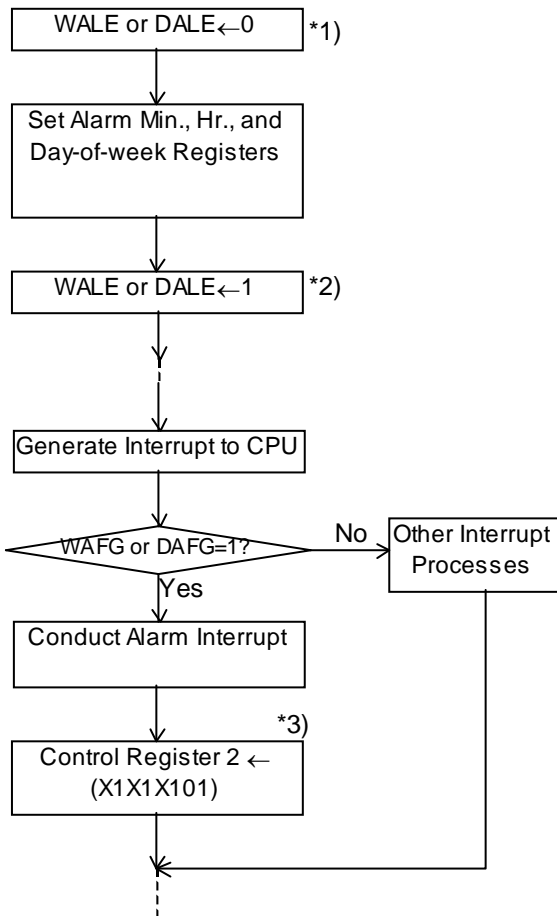 WALE or DALE←0
*1)
Set Alarm Min., Hr., and
Day-of-week Registers
WALE or DALE←1
*2)
Generate Interrupt to CPU
WAFG or DAFG=1?
No
Other Interrupt
Processes
Yes
Conduct Alarm Interrupt
*3)
Control Register 2 ←
(X1X1X101)